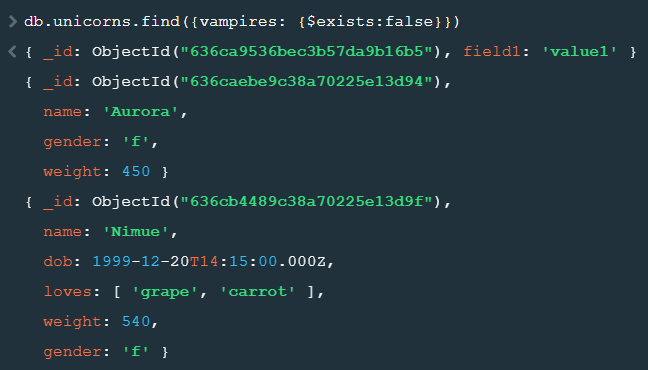 db.unicorns.find({vampires: {$exists:false}})
{ _id: ObjectId("636ca9536bec3b57da9b16b5"), field1: 'value1' }
{ _id: ObjectId("636caebe9c38a70225e13d94"),
name: 'Aurora',
gender: 'f',
weight: 450 }
{ _id: ObjectId("636cb4489c38a70225e13d9f"),
name: 'Nimue',
dob: 1999-12-20T14:15:00.000Z,
loves: [ 'grape', 'carrot' ],
weight: 540,
gender: 'f' }